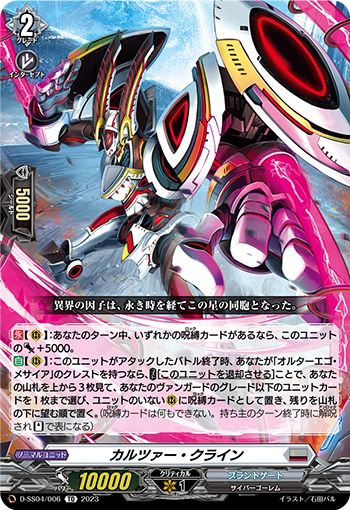 2
グレード
インターセプト
シールド
5000
異界の因子は、永き時を経てこの星の同胞となった。
永【R】:あなたのターン中、いずれかの呪縛カードがあるなら、このユニット
ロック
の+5000。
自【R】:このユニットがアタックしたバトル終了時、あなたが「オルターエゴ・
メサイア」のクレストを持つなら、【このユニットを退却させる】ことで、あなた
の山札を上から3枚見て、あなたのヴァンガードのグレード以下のユニットカー
ドを1枚まで選び、ユニットのいないRに呪縛カードとして置き、残りを山札
の下に望む順で置く。(呪縛カードは何もできない。持ち主のターン終了時に解呪
され表になる)
ノーマルユニット
カルツァー・クライン
パワー
10000
クリティカル
1
ブラントゲート
サイバーゴーレム
D-SS04/006 TD 2023
イラスト/石田バル